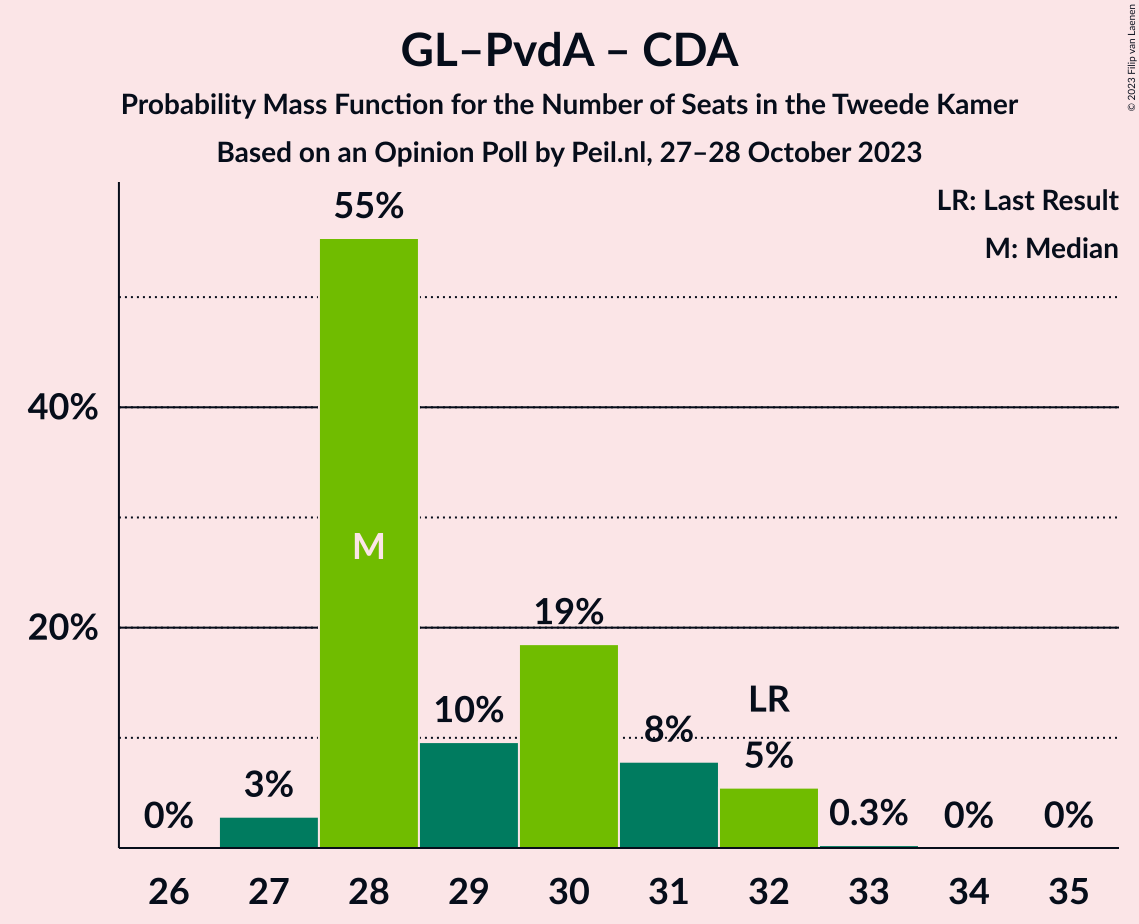 GL–PvdA – CDA
Probability Mass Function for the Number of Seats in the Tweede Kamer
Based on an Opinion Poll by Peil.nl, 27–28 October 2023
© 2023 Filip van Laenen
LR: Last Result
M: Median
55%
40%
M
19%
20%
LR
10%
8%
5%
3%
0%
0.3%
0%
0%
26 27 28 29 30 31 32 33 34 35